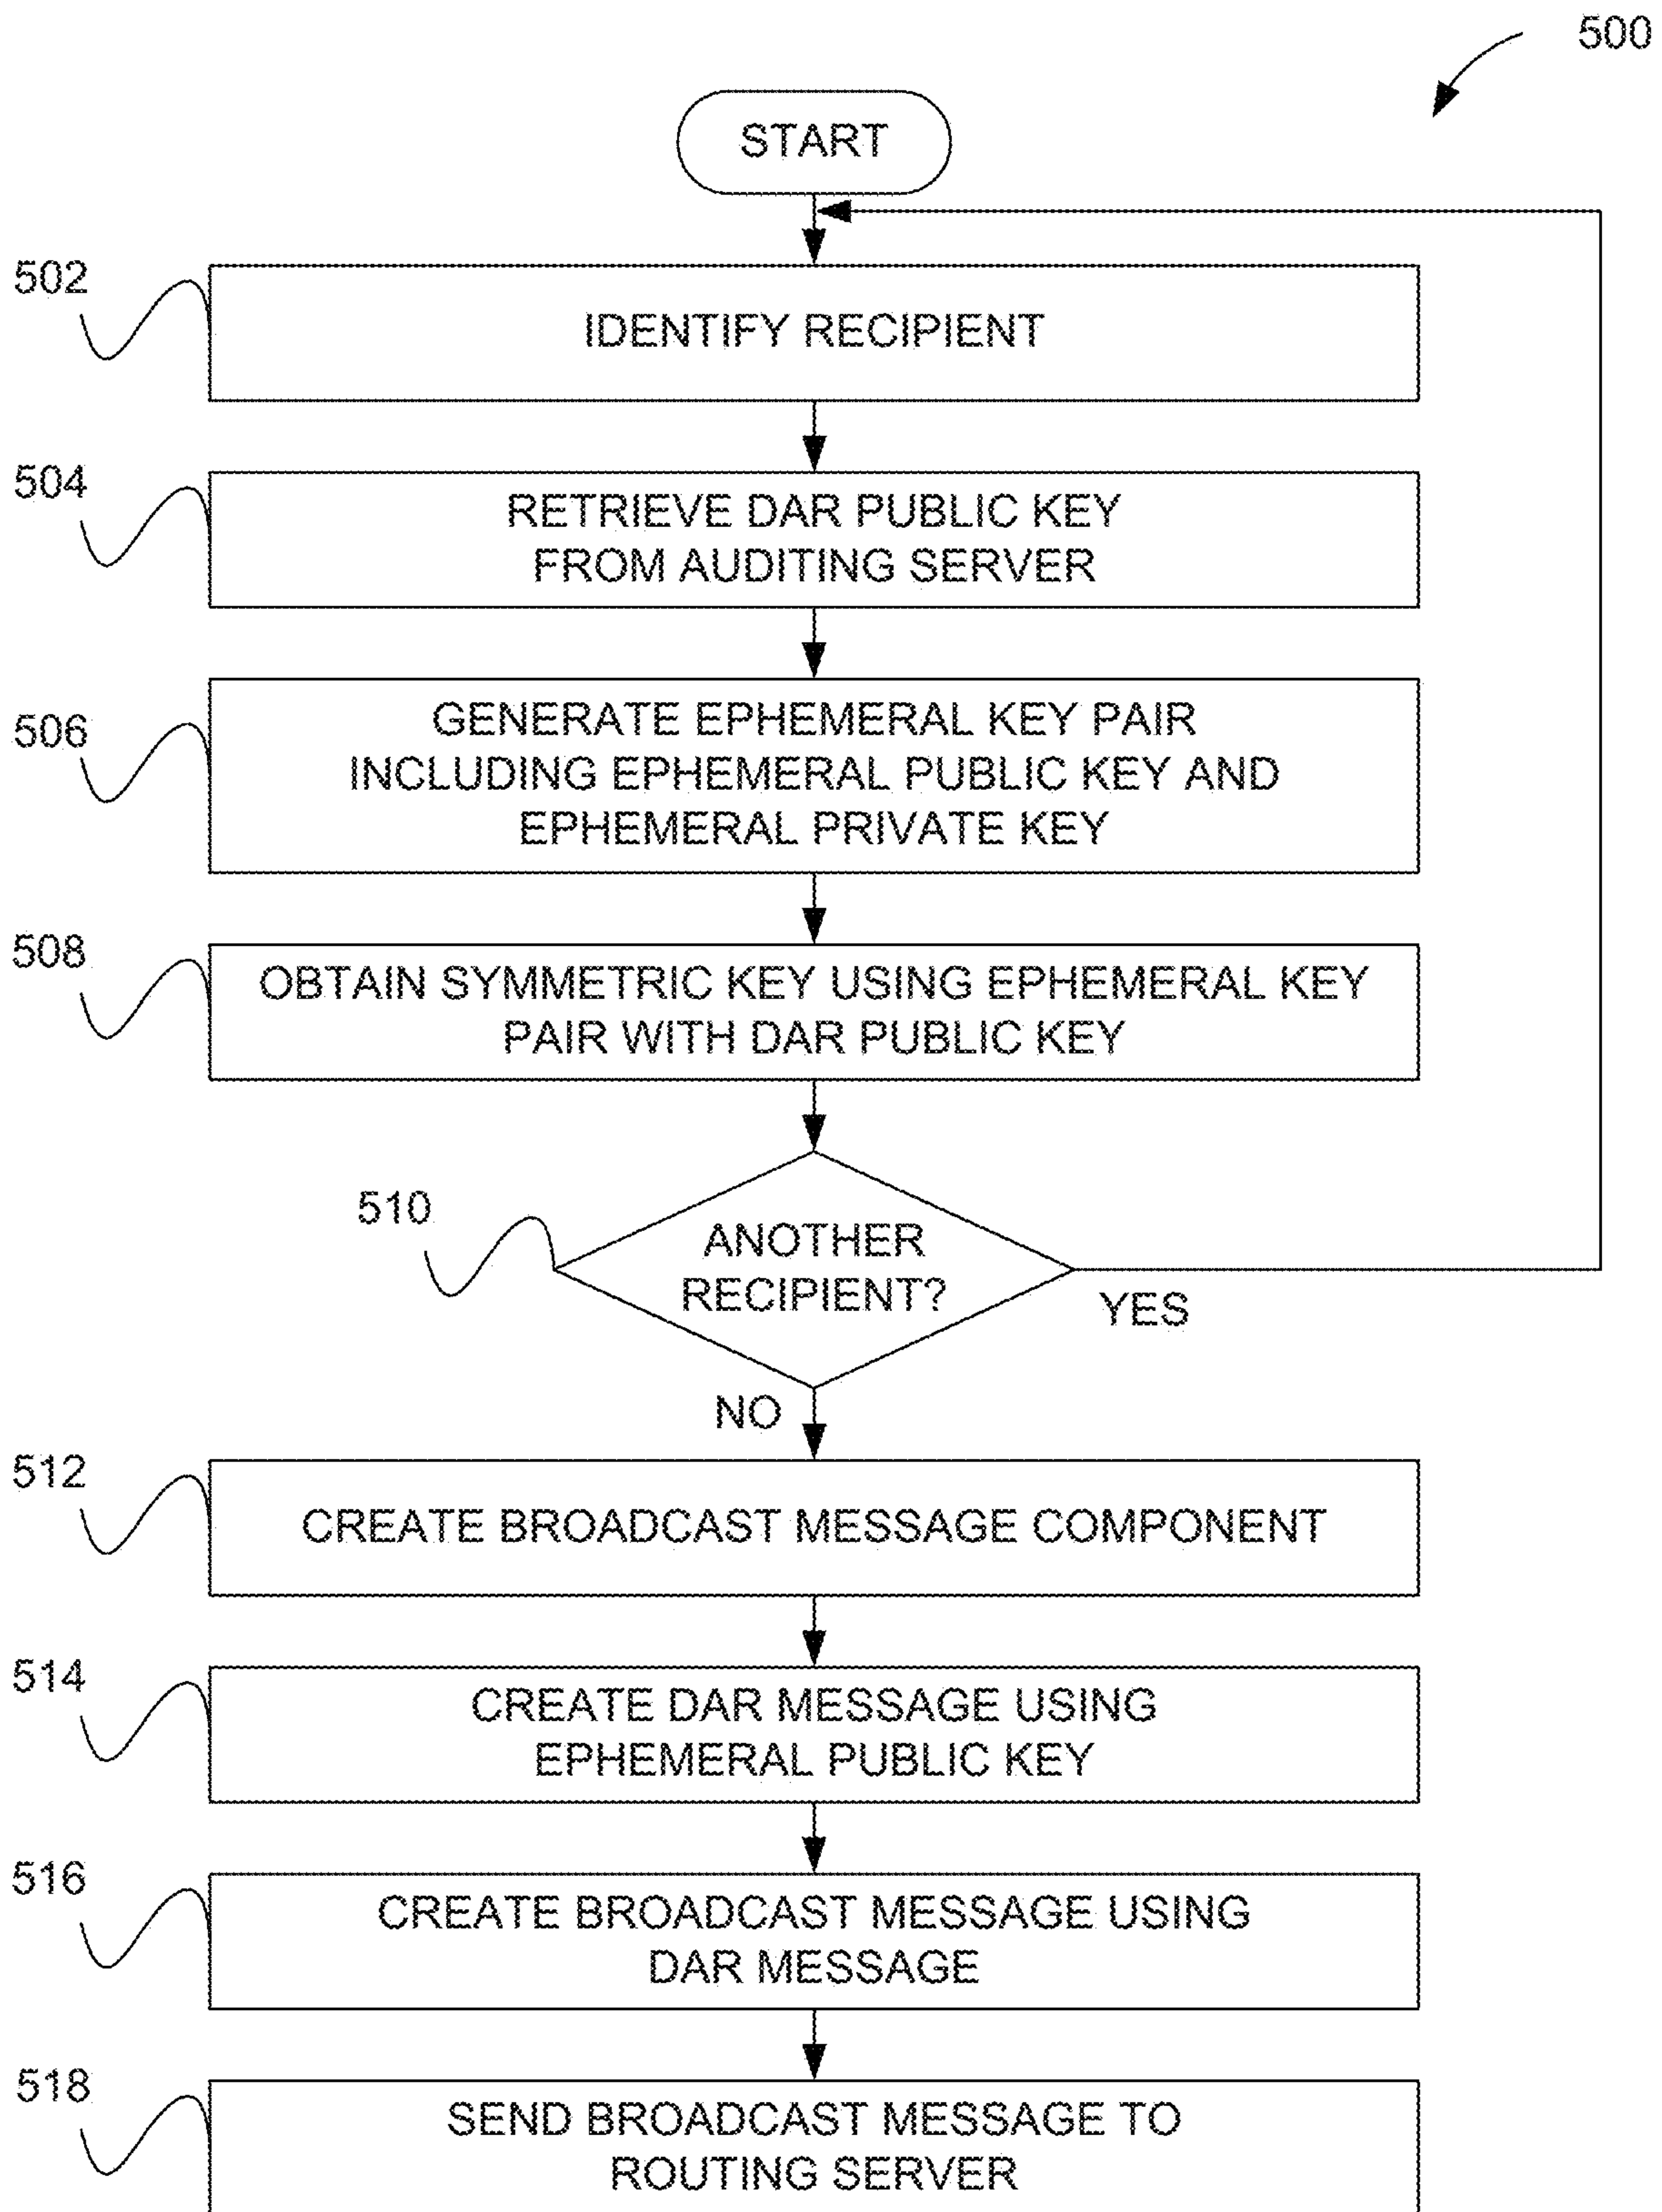 500
START
502
IDENTIFY RECIPIENT
504
RETRIEVE DAR PUBLIC KEY
FROM AUDITING SERVER
506
GENERATE EPHEMERAL KEY PAIR
INCLUDING EPHEMERAL PUBLIC KEY AND
EPHEMERAL PRIVATE KEY
508
OBTAIN SYMMETRIC KEY USING EPHEMERAL KEY
PAIR WITH DAR PUBLIC KEY
510
ANOTHER
RECIPIENT?
YES
NO
512
CREATE BROADCAST MESSAGE COMPONENT
514
CREATE DAR MESSAGE USING
EPHEMERAL PUBLIC KEY
516
CREATE BROADCAST MESSAGE USING
DAR MESSAGE
518
SEND BROADCAST MESSAGE TO
ROUTING SERVER